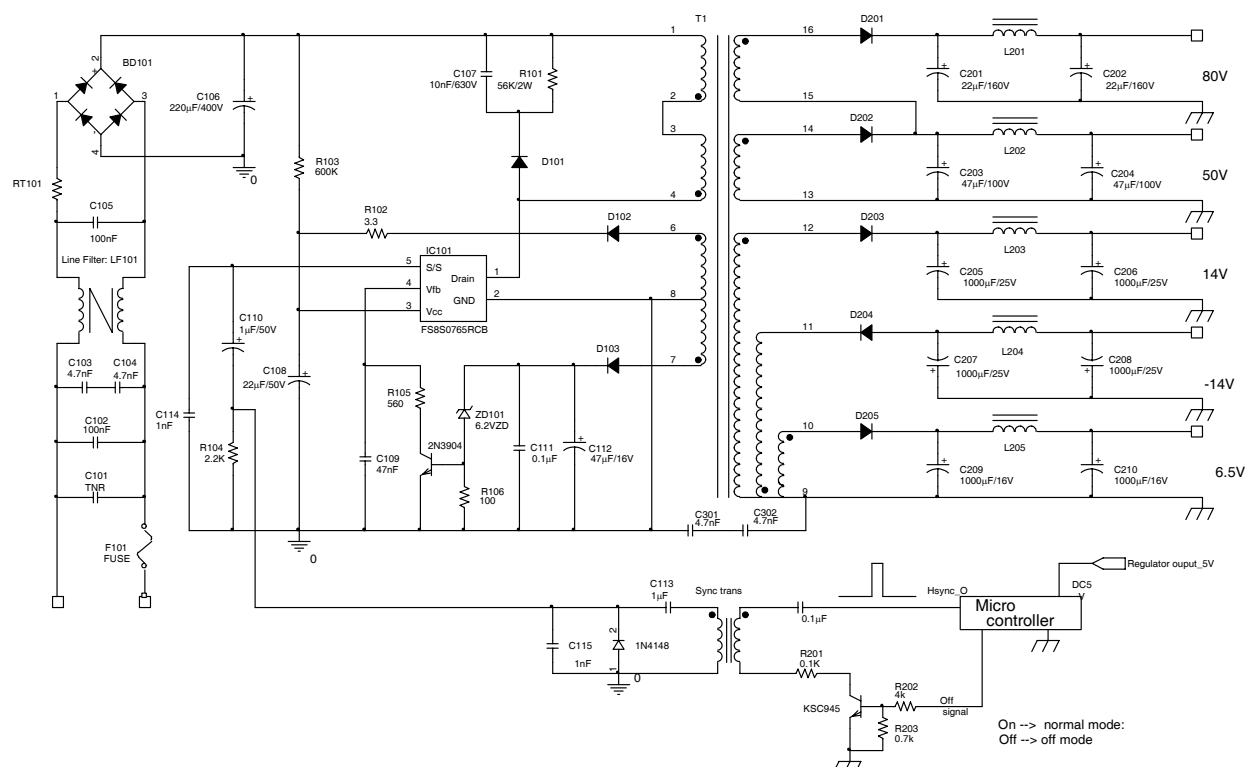 T1
1
16
D201
L201
C201
22µF/160V
C202
22µF/160V
80V
BD101
2
+
1
3
-
4
C106
220µF/400V
0
C107
10nF/630V
R101
56K/2W
2
15
3
14
D202
L202
C203
47µF/100V
C204
47µF/100V
50V
D101
R103
600K
RT101
4
13
C105
100nF
R102
3.3
D102
6
12
D203
L203
C205
1000µF/25V
C206
1000µF/25V
14V
Line Filter: LF101
IC101
5
S/S
4
Vfb
3
Vcc
Drain
1
GND
2
FS8S0765RCB
8
11
D204
L204
C207
1000µF/25V
C208
1000µF/25V
-14V
C110
1µF/50V
C108
22µF/50V
D103
7
C103
4.7nF
C104
4.7nF
R105
560
ZD101
6.2VZD
C102
100nF
C114
1nF
R104
2.2K
C109
47nF
2N3904
C111
0.1µF
C112
47µF/16V
10
D205
L205
C209
1000µF/16V
C210
1000µF/16V
6.5V
C101
TNR
R106
100
9
C301
4.7nF
C302
4.7nF
0
F101
FUSE
C113
1µF
Sync trans
0.1µF
Hsync_O
Regulator ouput_5V
DC5
V
Micro
controller
C115
1nF
2
1N4148
1
0
R201
0.1K
KSC945
R202
4k
Off
signal
R203
0.7k
On --> normal mode:
Off --> off mode